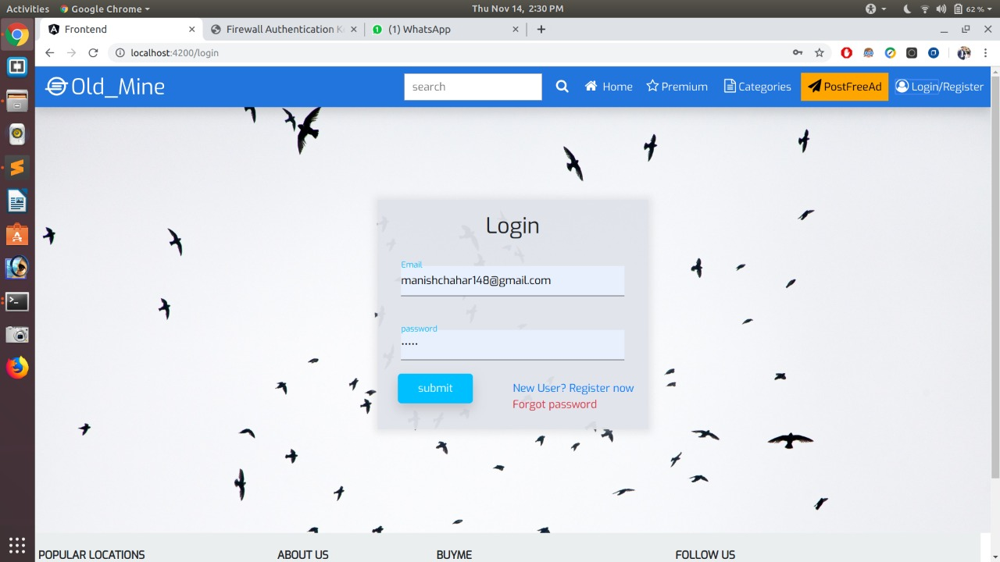 Activities Google Chrome Thu Nov 14, 2:30 PM 62 %
Frontend Firewall Authentication (1) WhatsApp
1
localhost:4200/login
Old_Mine search Home Premium Categories PostFreeAd Login/Register
Login
Email
manishchahar148@gmail.com
password
•••••
submit New User? Register now
Forgot password
POPULAR LOCATIONS ABOUT US BUYME FOLLOW US